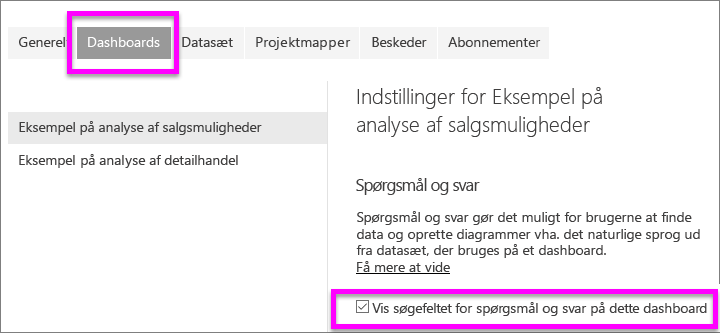 Generelt Dashboards Datasæt Projektmapper Beskeder Abonnementer
Eksempel på analyse af salgsmuligheder
Eksempel på analyse af detailhandel
Indstillinger for Eksempel på
analyse af salgsmuligheder
Spørgsmål og svar
Spørgsmål og svar gør det muligt for brugerne at finde
data og oprette diagrammer vha. det naturlige sprog ud
fra datasæt, der bruges på et dashboard.
Få mere at vide
Vis søgefeltet for spørgsmål og svar på dette dashboard